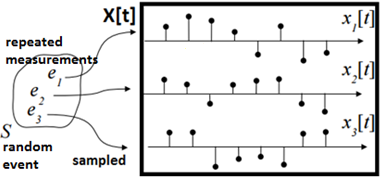 X[t]
repeated
measurements
e1
e2
e3
S
random
event
sampled
x1[t]
x2[t]
x3[t]